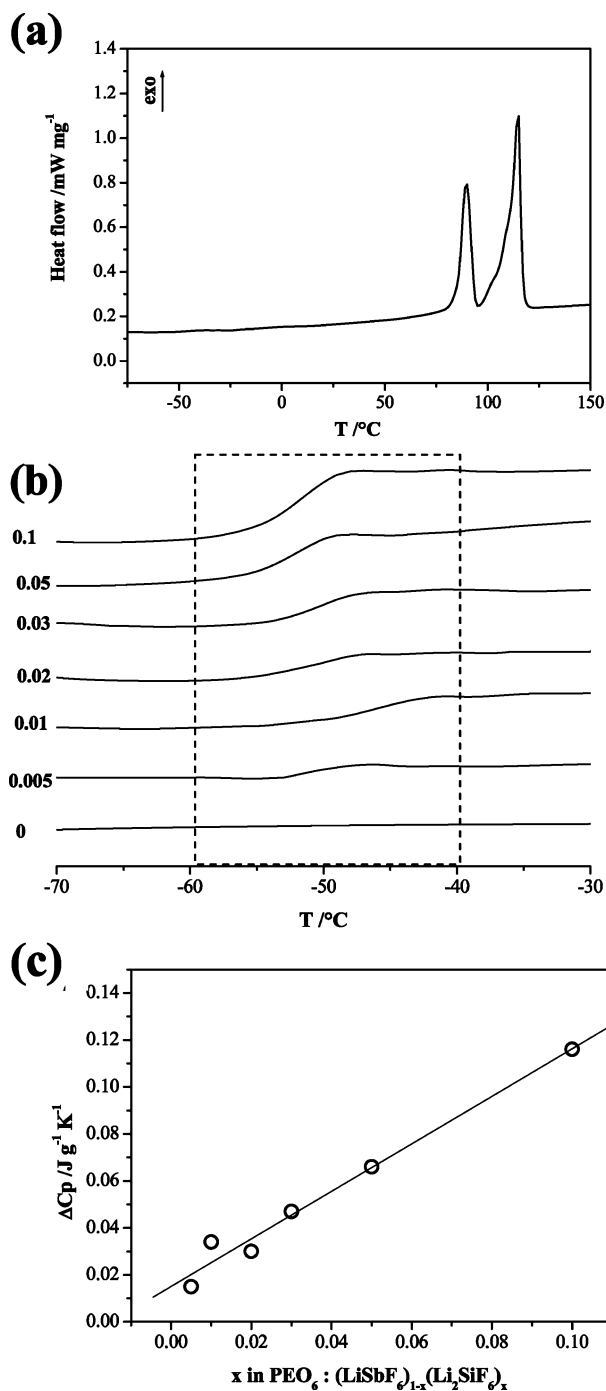 (a)
1.4
1.2
1.0
0.8
0.6
0.4
0.2
0.0
Heat flow /mW mg⁻¹
exo
-50 0 50 100 150
T /°C
(b)
0.1
0.05
0.03
0.02
0.01
0.005
0
-70 -60 -50 -40 -30
T /°C
(c)
0.14
0.12
0.10
0.08
0.06
0.04
0.02
0.00
ΔCp /J g⁻¹ K⁻¹
0.00 0.02 0.04 0.06 0.08 0.10
x in PEO₆ : (LiSbF₆)₁₋ₓ(Li₂SiF₆)ₓ